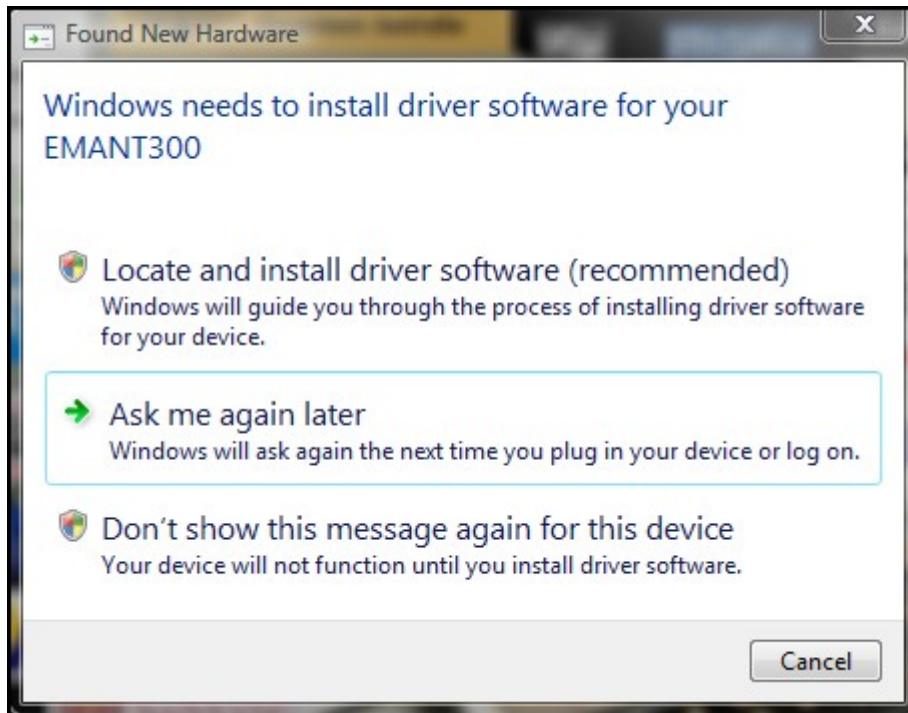 Found New Hardware
Windows needs to install driver software for your
EMANT300
Locate and install driver software (recommended)
Windows will guide you through the process of installing driver software
for your device.
Ask me again later
Windows will ask again the next time you plug in your device or log on.
Don't show this message again for this device
Your device will not function until you install driver software.
Cancel